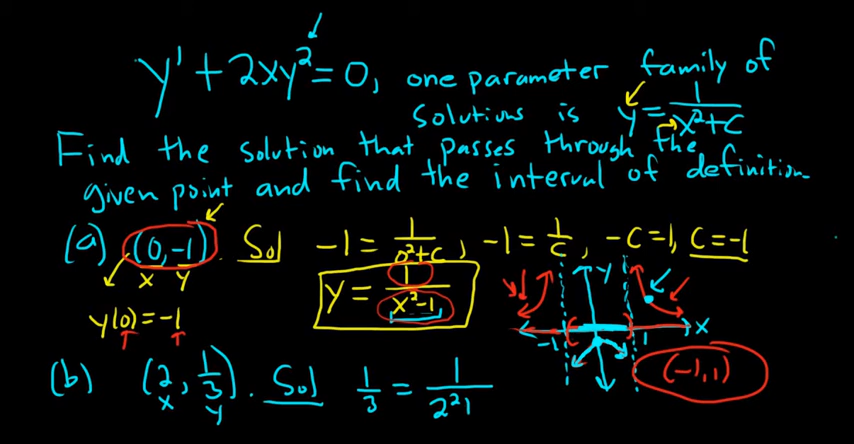 y' + 2xy² = 0, one parameter family of
solutions is y = 1/(x²+c)
Find the solution that passes through the
given point and find the interval of definition
(a) (0,-1). Sol -1 = 1/(0²+c), -1 = 1/c, -c=1, c=-1
x y
y = 1/(x²-1)
y(0) = -1
y
-1 1 x
(-1,1)
(b) (2, 1/3). Sol 1/3 = 1/(2²1
x y